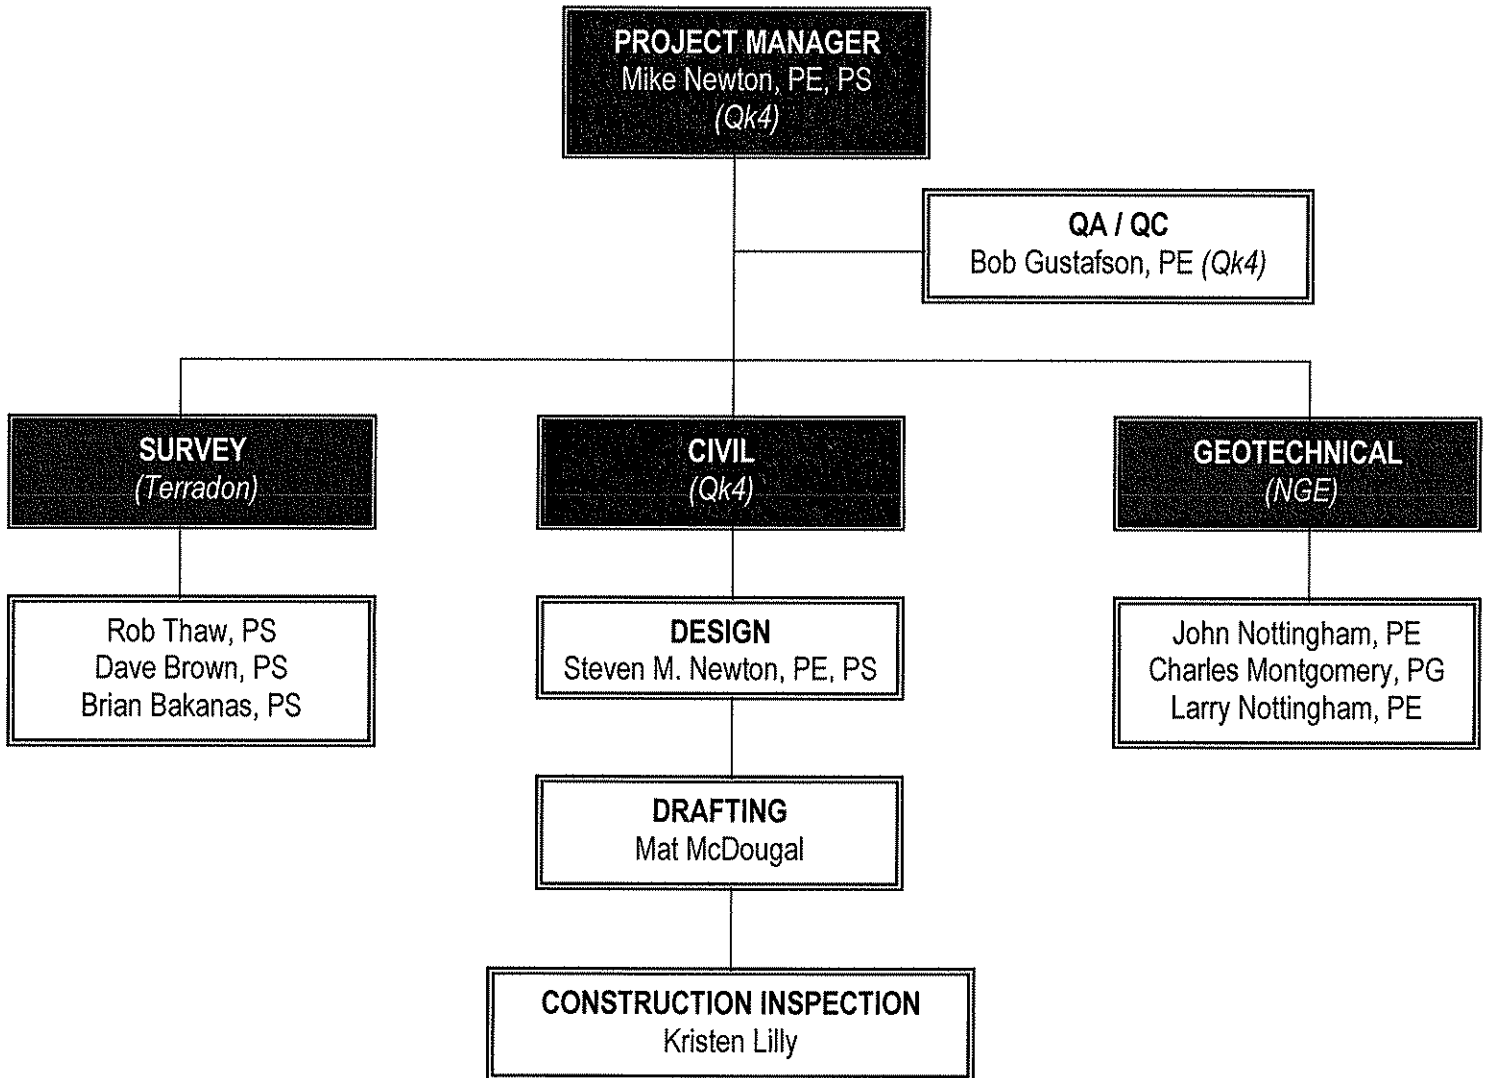 PROJECT MANAGER
Mike Newton, PE, PS
(Qk4)
QA / QC
Bob Gustafson, PE (Qk4)
SURVEY
(Terradon)
CIVIL
(Qk4)
GEOTECHNICAL
(NGE)
Rob Thaw, PS
Dave Brown, PS
Brian Bakanas, PS
DESIGN
Steven M. Newton, PE, PS
John Nottingham, PE
Charles Montgomery, PG
Larry Nottingham, PE
DRAFTING
Mat McDougal
CONSTRUCTION INSPECTION
Kristen Lilly